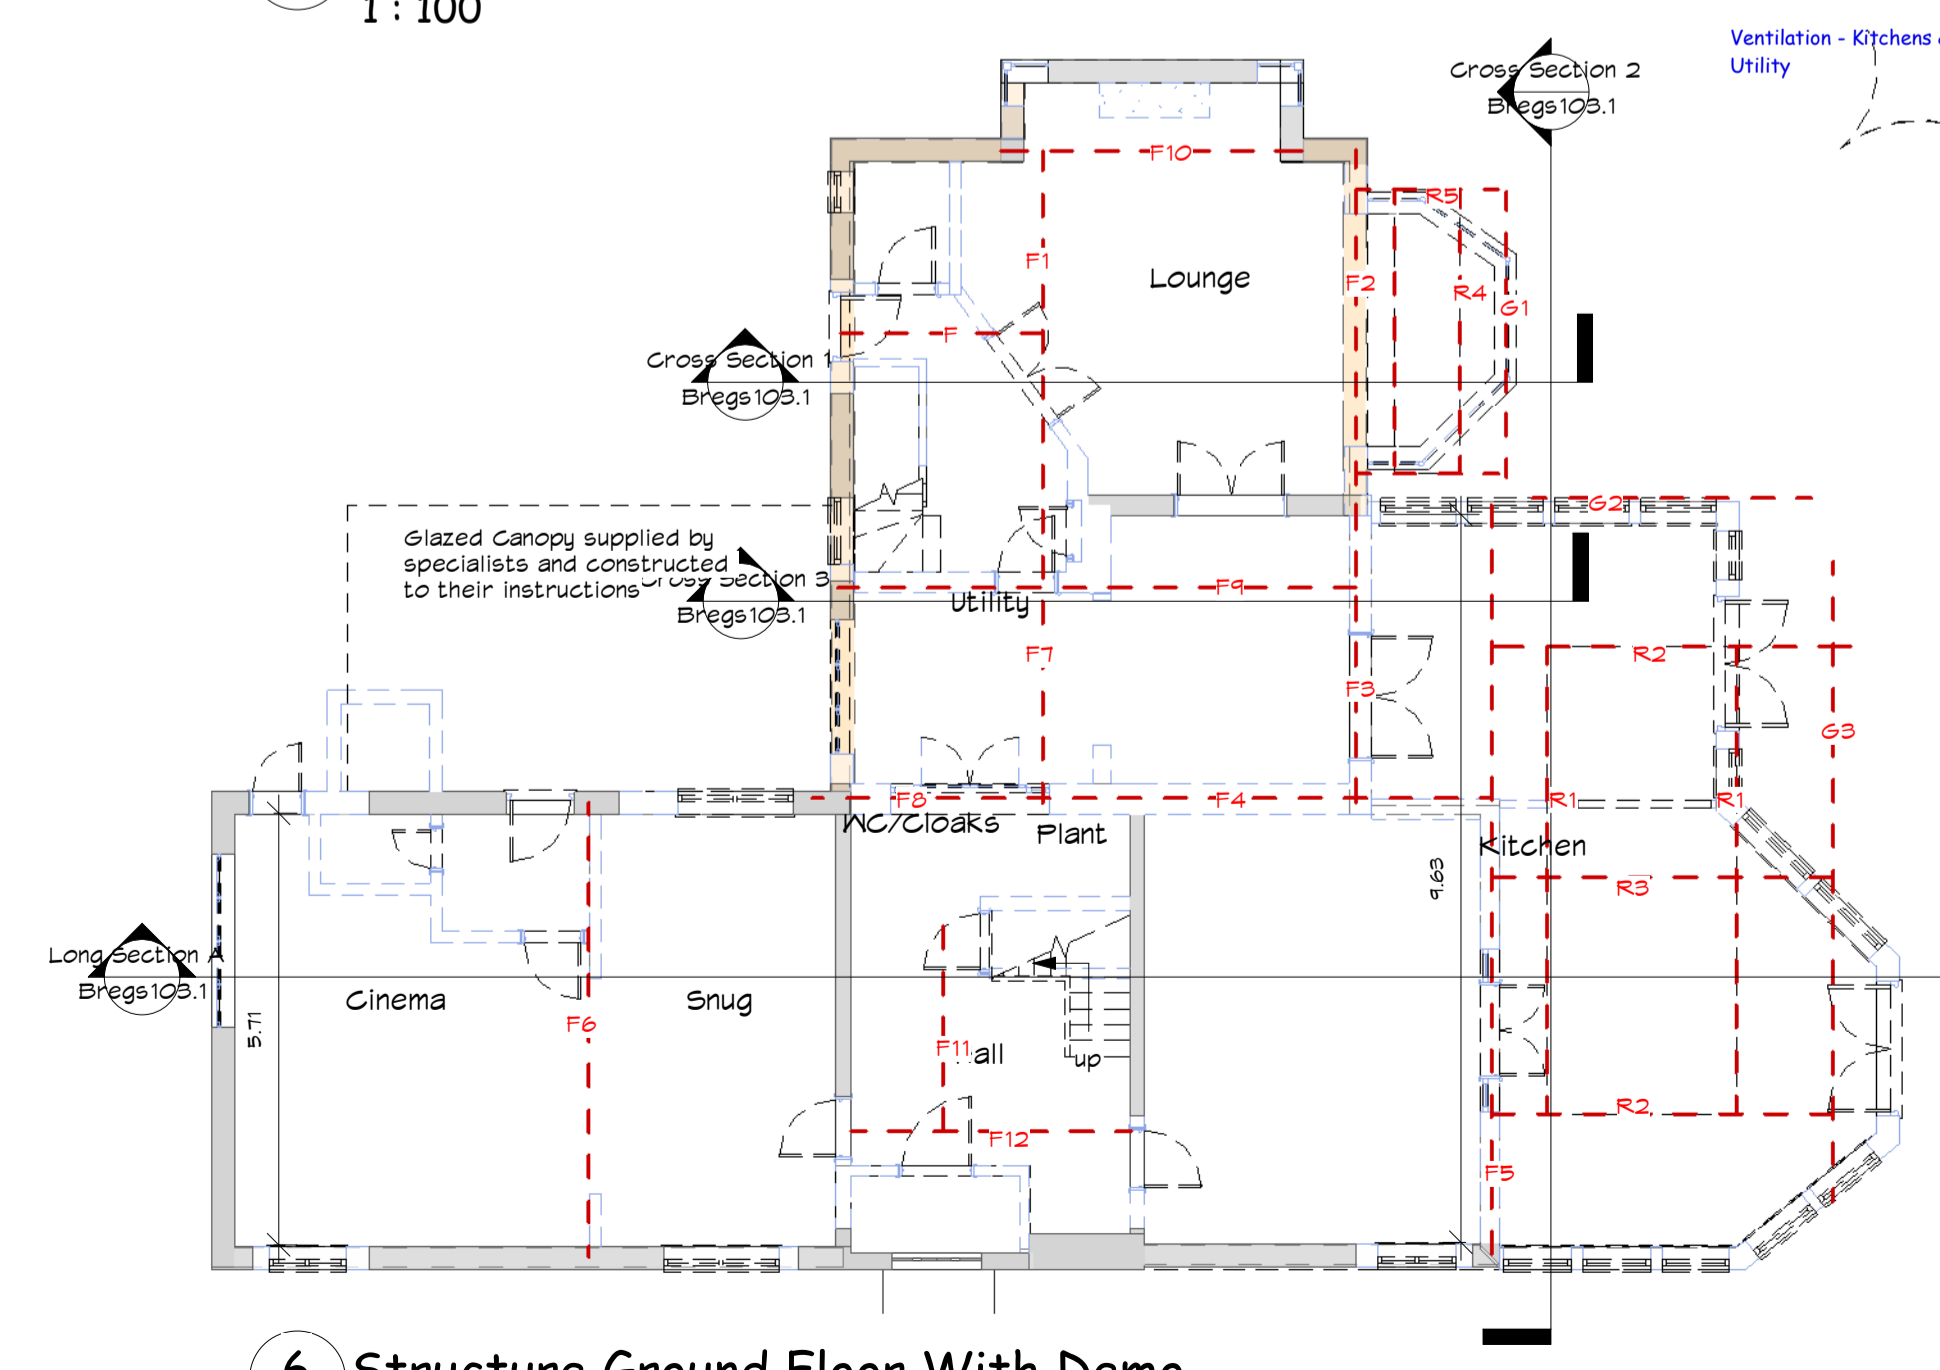 1 : 100
Ventilation - Kitchens
Utility
Cross Section 2
Bregs103.1
F10
R5
F1
Lounge
F2
R4
G1
F
Cross Section 1
Bregs103.1
G2
Glazed Canopy supplied by
specialists and constructed
to their instructions
Cross Section 3
Bregs103.1
F9
Utility
F7
R2
F3
G3
F8
F4
R1
R1
WC/Cloaks
Plant
Kitchen
9.63
R3
Long Section A
Bregs103.1
Cinema
Snug
5.71
F6
F11
up
R2
F12
F5
6
Structure Ground Floor With Demo